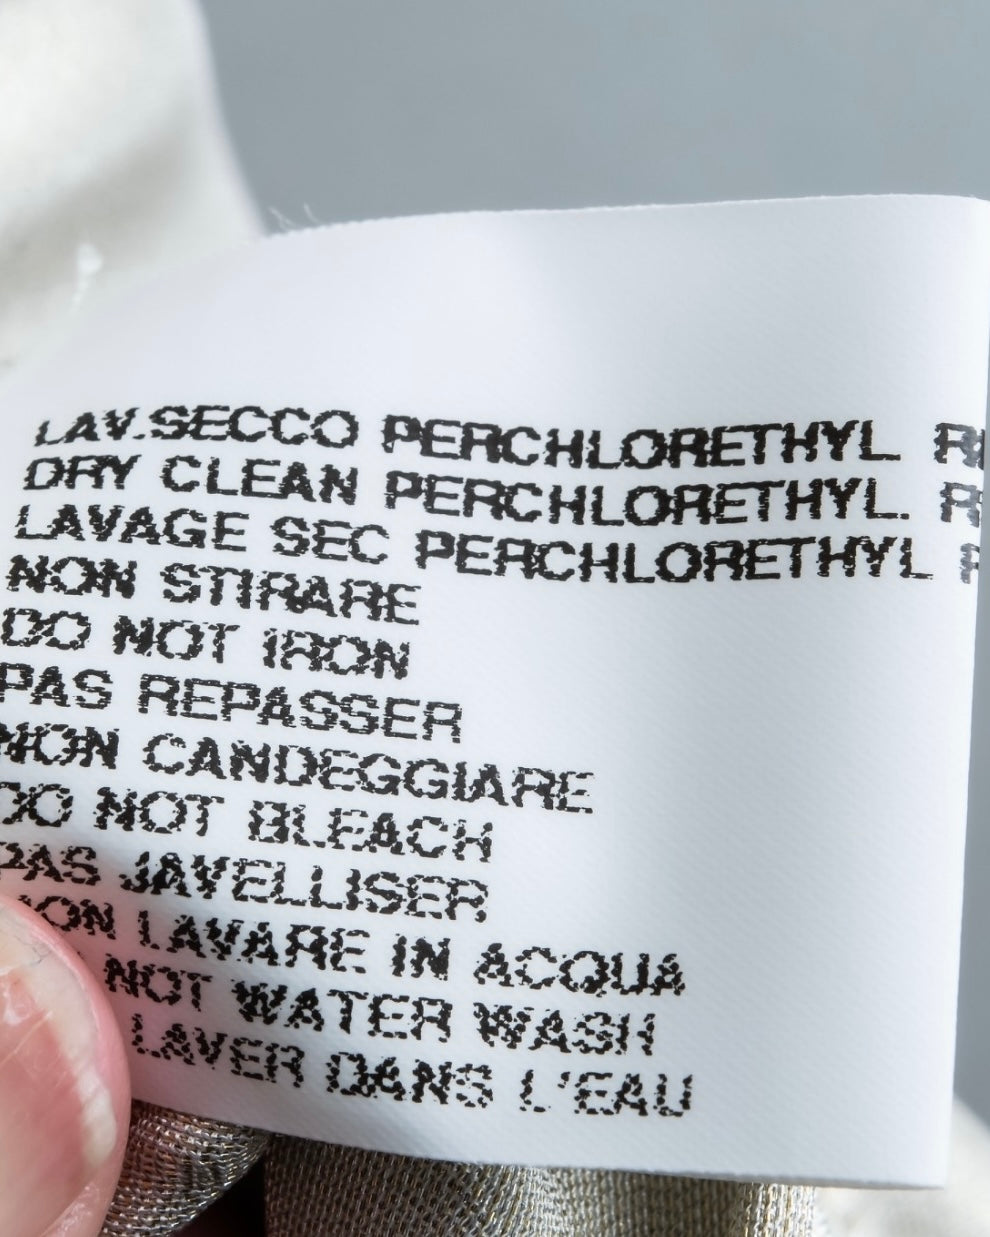 LAV.SECCO PERCHLORETHYL
DRY CLEAN PERCHLORETHYL.
LAVAGE SEC PERCHLORETHYL
NON STIRARE
DO NOT IRON
PAS REPASSER
NON CANDEGGIARE
DO NOT BLEACH
PAS JAVELLISER
LAVARE IN ACQUA
NOT WATER WASH
LAVER DANS L'EAU